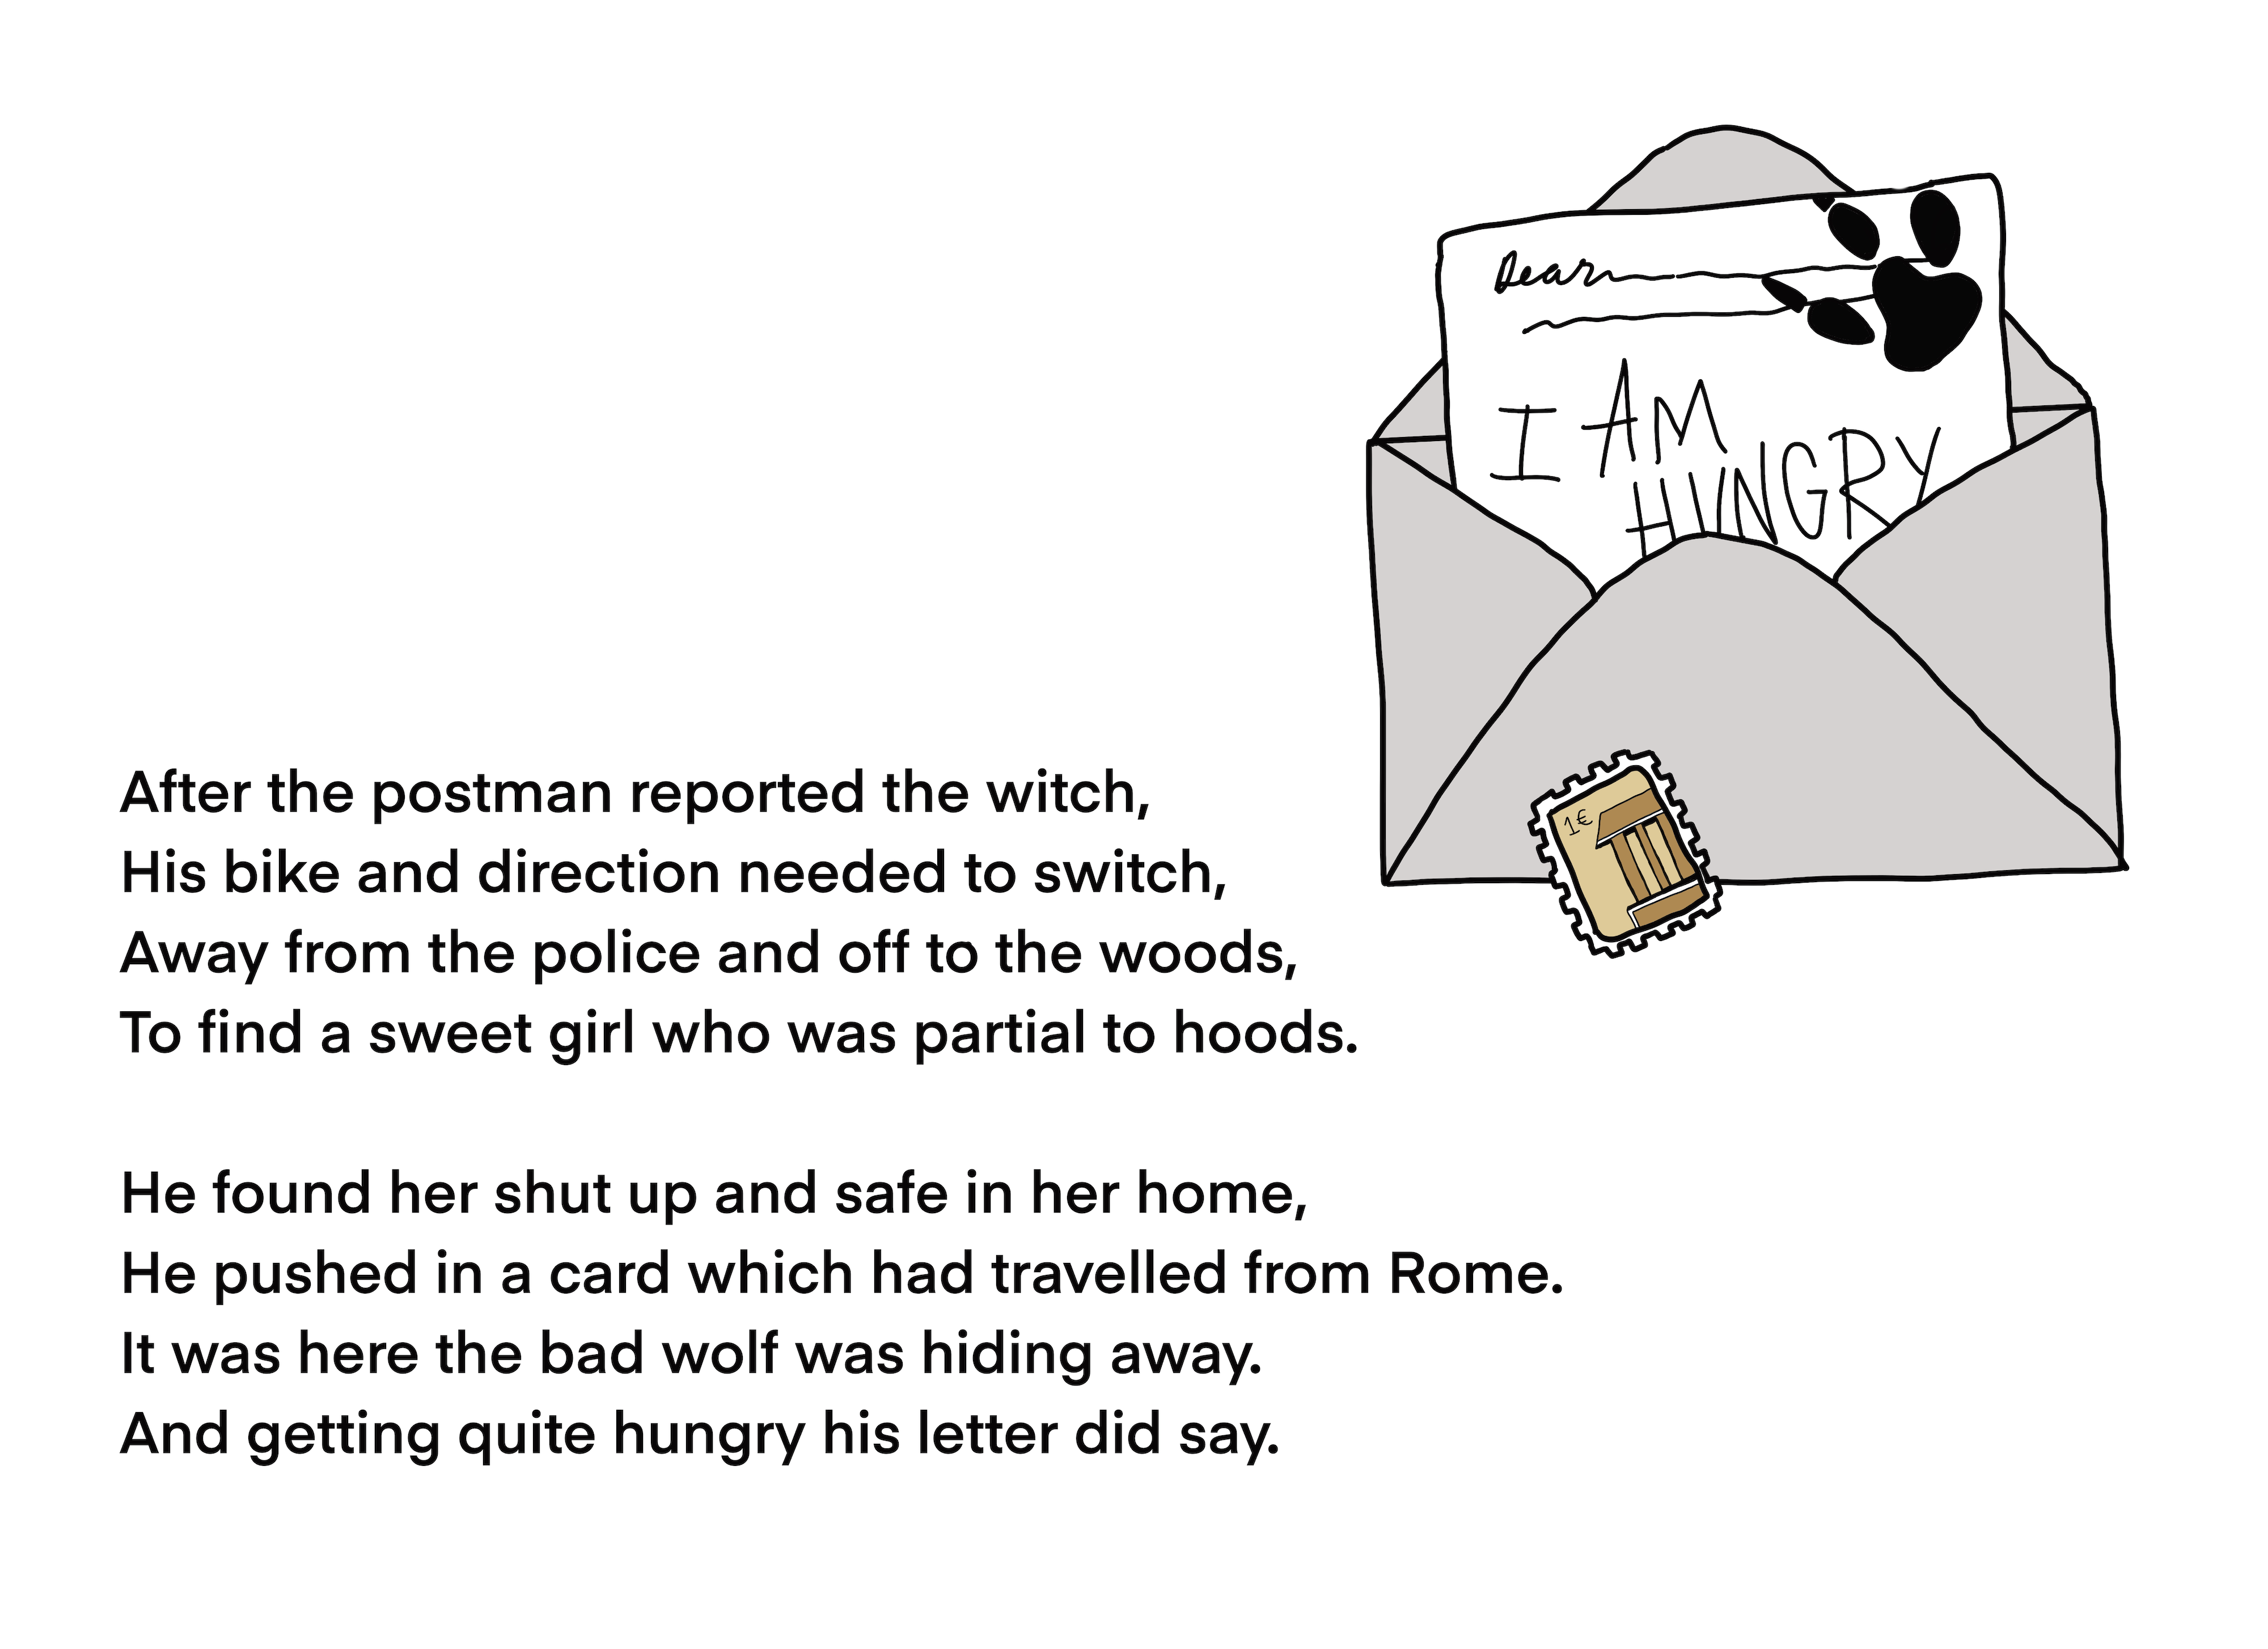 Dear
I AM
HUNGRY
1€
After the postman reported the witch,
His bike and direction needed to switch,
Away from the police and off to the woods,
To find a sweet girl who was partial to hoods.
He found her shut up and safe in her home,
He pushed in a card which had travelled from Rome.
It was here the bad wolf was hiding away.
And getting quite hungry his letter did say.